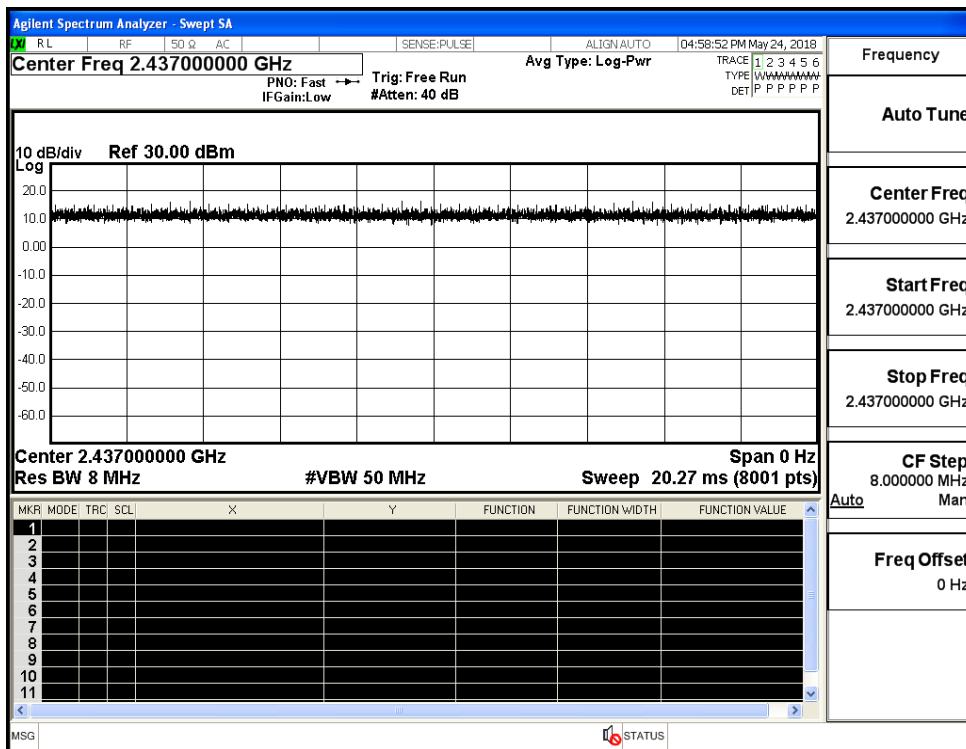 Agilent Spectrum Analyzer - Swept SA
LXI RL RF 50 Ω AC SENSE:PULSE ALIGN AUTO 04:58:52 PM May 24, 2018
Center Freq 2.437000000 GHz
PNO: Fast
IFGain:Low
Trig: Free Run
#Atten: 40 dB
Avg Type: Log-Pwr
TRACE 1 2 3 4 5 6
TYPE WWWWWW
DET P P P P P P
10 dB/div Ref 30.00 dBm
Log
20.0
10.0
0.00
-10.0
-20.0
-30.0
-40.0
-50.0
-60.0
Center 2.437000000 GHz Span 0 Hz
Res BW 8 MHz #VBW 50 MHz Sweep 20.27 ms (8001 pts)
MKR MODE TRC SCL X Y FUNCTION FUNCTION WIDTH FUNCTION VALUE
1
2
3
4
5
6
7
8
9
10
11
MSG STATUS
Frequency
Auto Tune
Center Freq
2.437000000 GHz
Start Freq
2.437000000 GHz
Stop Freq
2.437000000 GHz
CF Step
8.000000 MHz
Auto Man
Freq Offset
0 Hz